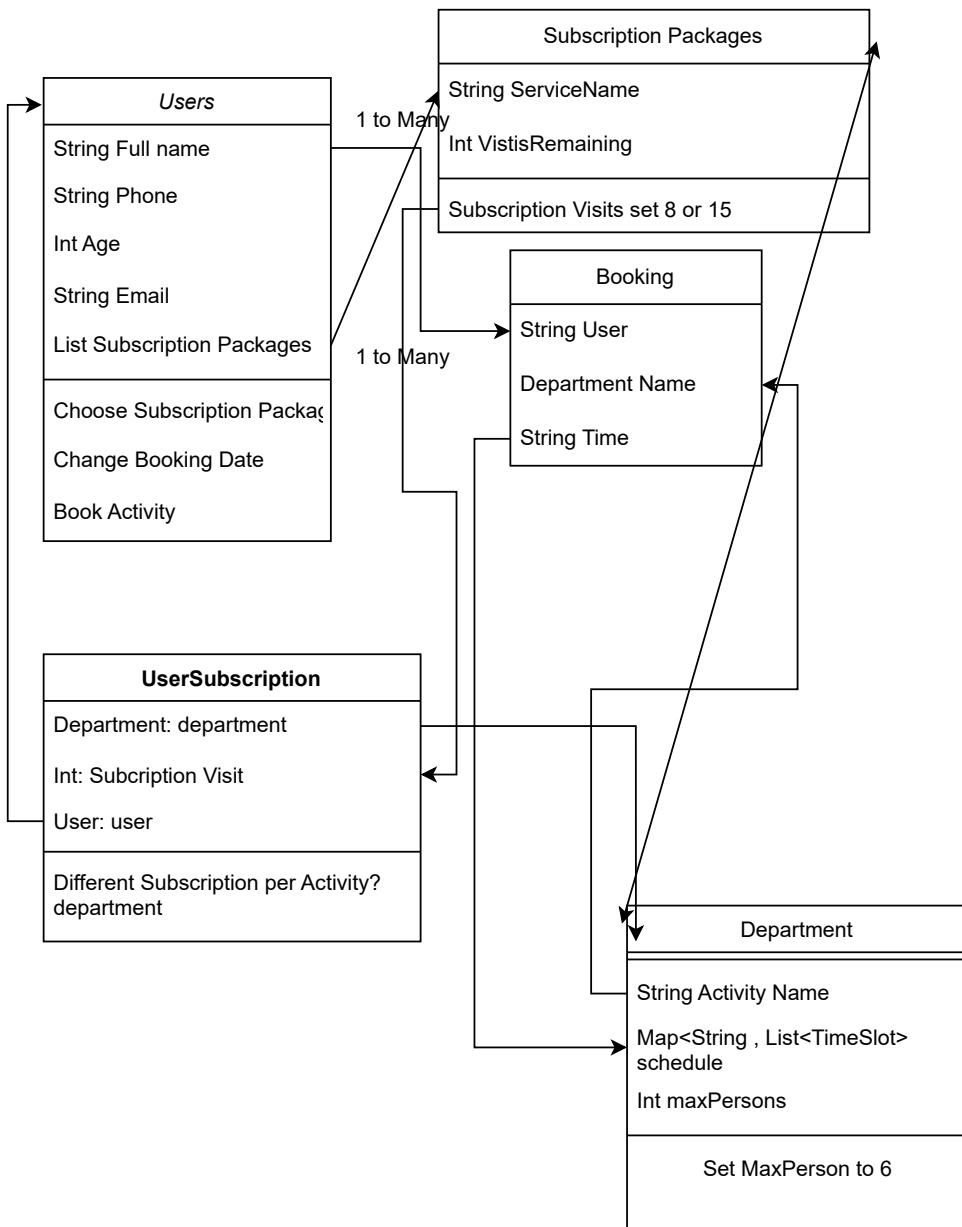 Subscription Packages
String ServiceName
Int VistisRemaining
Subscription Visits set 8 or 15
Users
String Full name
String Phone
Int Age
String Email
List Subscription Packages
Choose Subscription Packag
Change Booking Date
Book Activity
1 to Many
1 to Many
Booking
String User
Department Name
String Time
UserSubscription
Department: department
Int: Subcription Visit
User: user
Different Subscription per Activity?
department
Department
String Activity Name
Map<String , List<TimeSlot>
schedule
Int maxPersons
Set MaxPerson to 6